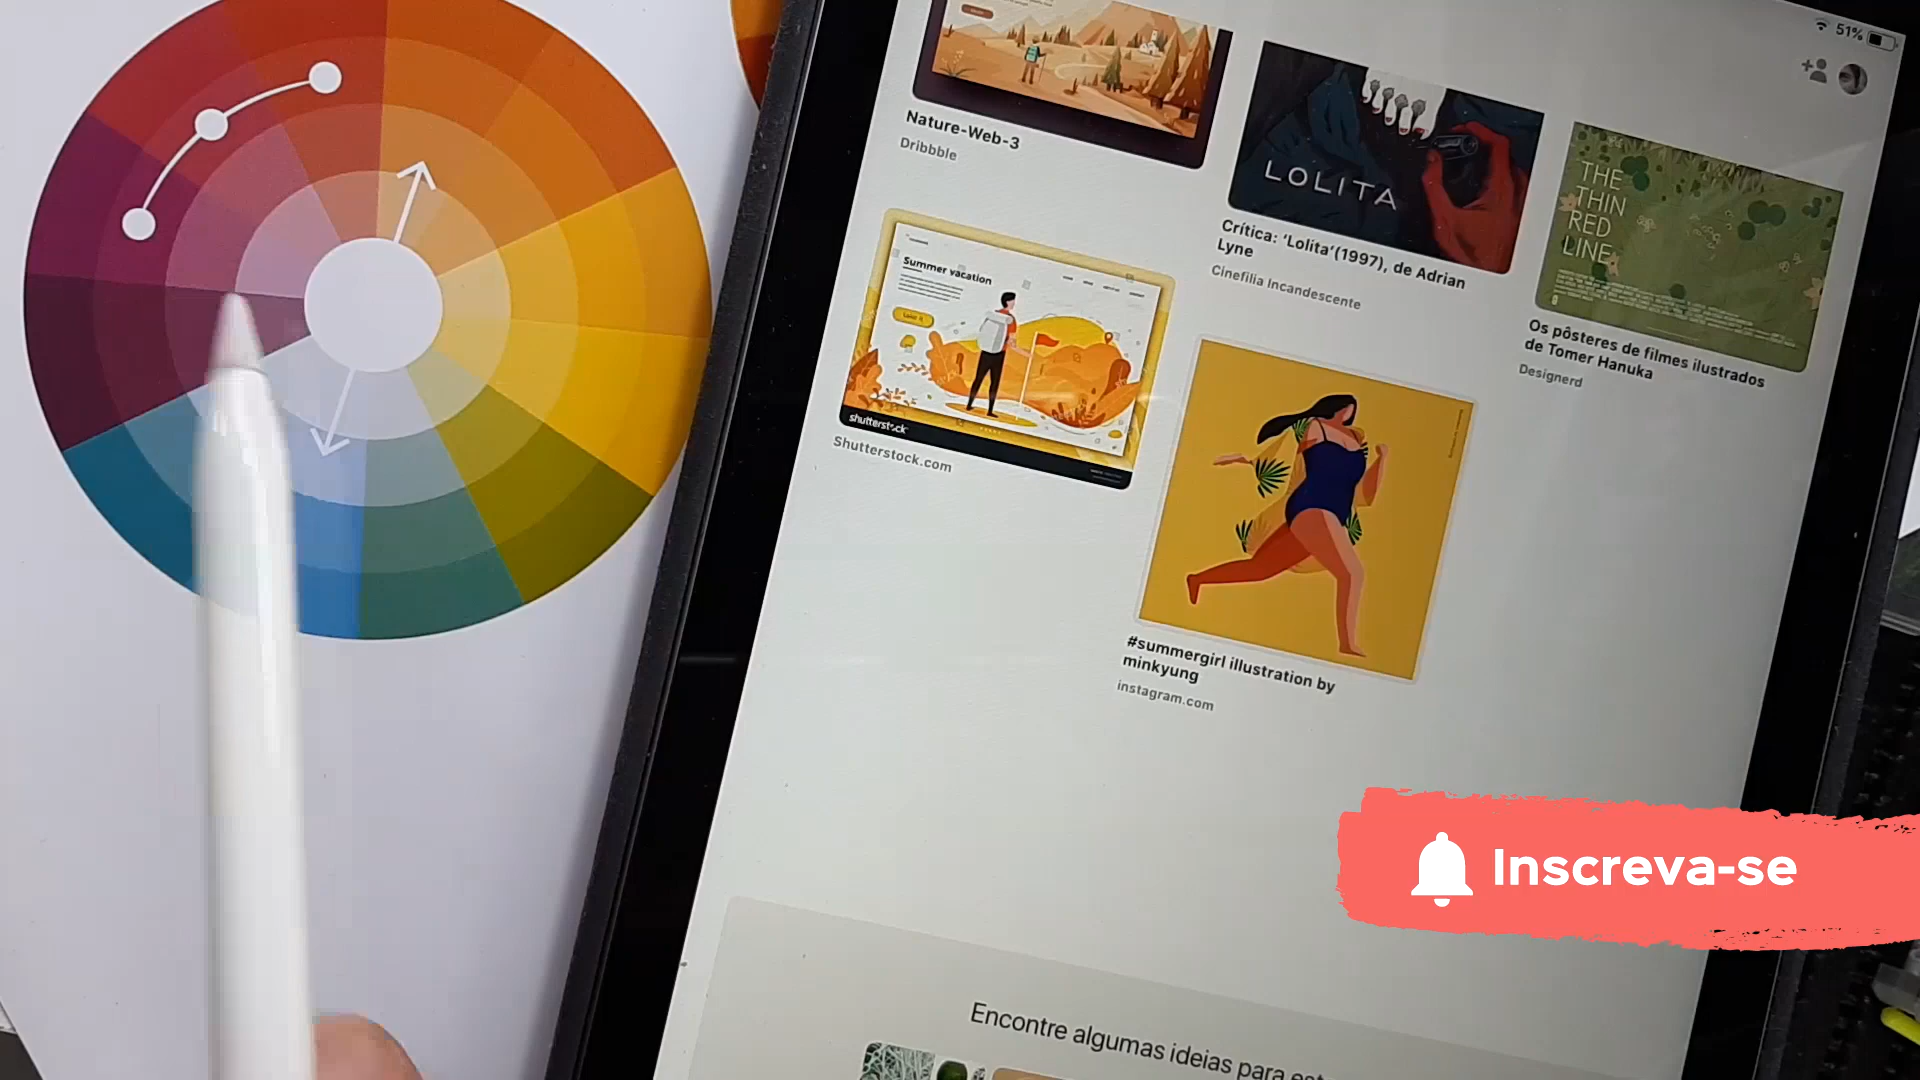 51%
Nature-Web-3
Dribbble
LOLITA
Crítica: ‘Lolita’(1997), de Adrian
Lyne
Cinefilia Incandescente
THE
THIN
RED
LINE
Os pôsteres de filmes ilustrados
de Tomer Hanuka
Designerd
Summer vacation
shutterstock
Shutterstock.com
#summergirl illustration by
minkyung
instagram.com
Inscreva-se
Encontre algumas ideias para